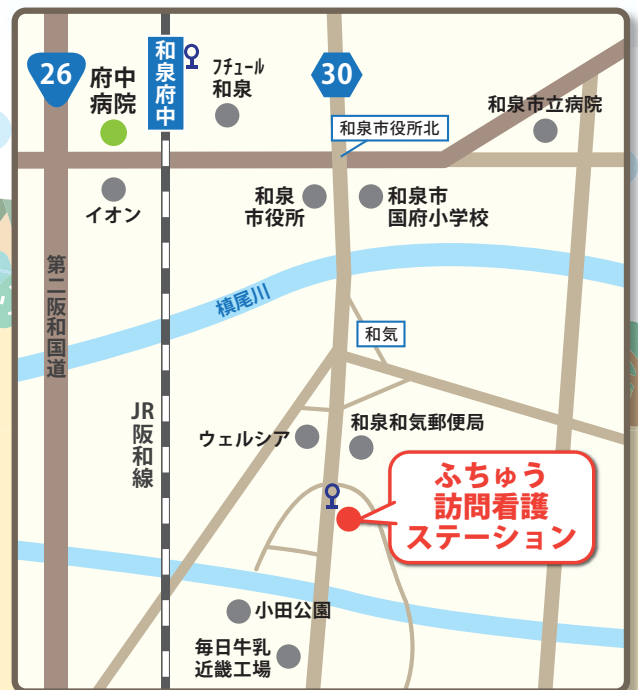 26
府中
病院
和泉府中
フチュール
和泉
30
和泉市立病院
和泉市役所北
イオン
和泉
市役所
和泉市
国府小学校
第二阪和国道
槙尾川
和気
JR
阪和線
ウェルシア
和泉和気郵便局
ふちゅう
訪問看護
ステーション
小田公園
毎日牛乳
近畿工場